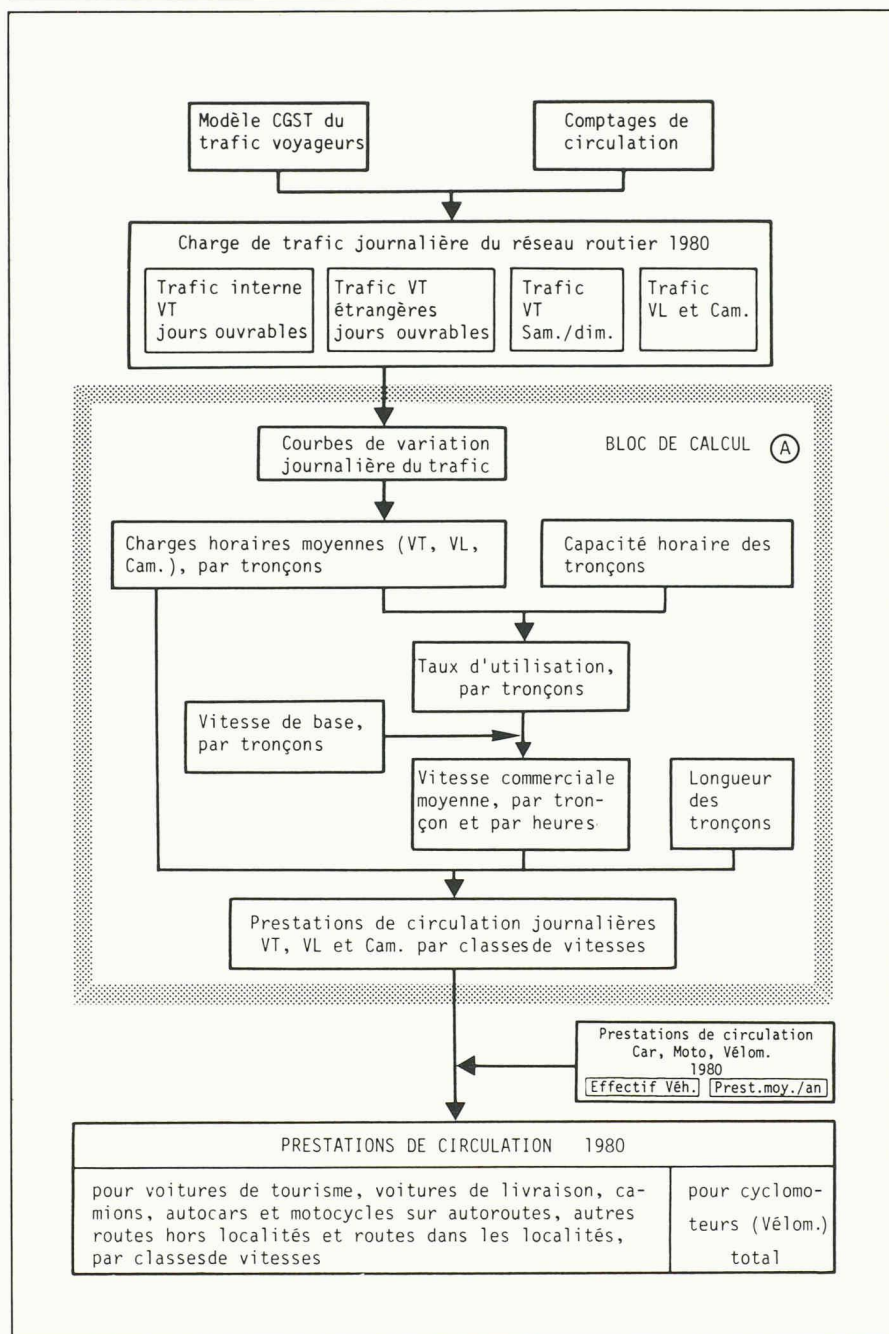 Modèle CGST du
trafic voyageurs
Comptages de
circulation
Charge de trafic journalière du réseau routier 1980
Trafic interne
VT
jours ouvrables
Trafic VT
étrangères
jours ouvrables
Trafic
VT
Sam./dim.
Trafic
VL et Cam.
Courbes de variation
journalière du trafic
BLOC DE CALCUL A
Charges horaires moyennes (VT, VL,
Cam.), par tronçons
Capacité horaire des
tronçons
Taux d'utilisation,
par tronçons
Vitesse de base,
par tronçons
Vitesse commerciale
moyenne, par tron-
çon et par heures
Longueur
des
tronçons
Prestations de circulation journalières
VT, VL et Cam. par classesde vitesses
Prestations de circulation
Car, Moto, Vélom.
1980
Effectif Véh. Prest.moy./an
PRESTATIONS DE CIRCULATION 1980
pour voitures de tourisme, voitures de livraison, ca-
mions, autocars et motocycles sur autoroutes, autres
routes hors localités et routes dans les localités,
par classesde vitesses
pour cyclomo-
teurs (Vélom.)
total